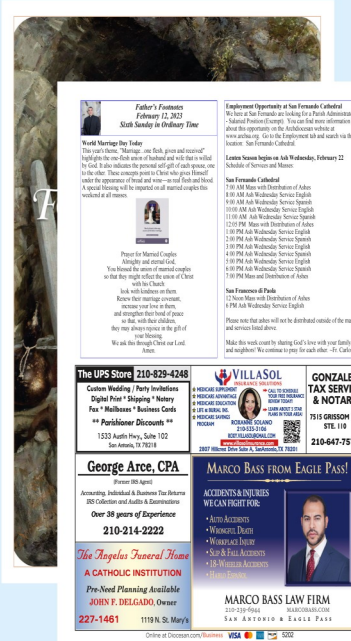 Father's Footnotes
February 12, 2023
Sixth Sunday in Ordinary Time
World Marriage Day Today
This year's theme, "Marriage...one flesh, given and received"
highlights the one-flesh union of husband and wife that is willed
by God. It also indicates the personal self-gift of each spouse, one
to the other. These concepts point to Christ who gives Himself
under the appearance of bread and wine—as real flesh and blood.
A special blessing will be imparted on all married couples this
weekend at all masses.
Prayer for Married Couples
Almighty and eternal God,
You blessed the union of married couples
so that they might reflect the union of Christ
with his Church
look with kindness on them.
Renew their marriage covenant,
increase your love in them,
and strengthen their bond of peace
so that, with their children,
they may always rejoice in the gift of
your blessing.
We ask this through Christ our Lord.
Amen.
Employment Opportunity at San Fernando Cathedral
We here at San Fernando are looking for a Parish Administrat
- Salaried Position (Exempt). You can find more information
about this opportunity on the Archdiocesan website at
www.archsa.org. Go to the Employment tab and search via th
location: San Fernando Cathedral.
Lenten Season begins on Ash Wednesday, February 22
Schedule of Services and Masses:
San Fernando Cathedral
7:00 AM Mass with Distribution of Ashes
8:00 AM Ash Wednesday Service English
9:00 AM Ash Wednesday Service Spanish
10:00 AM Ash Wednesday Service English
11:00 AM Ash Wednesday Service Spanish
12:05 PM Mass with Distribution of Ashes
1:00 PM Ash Wednesday Service English
2:00 PM Ash Wednesday Service Spanish
3:00 PM Ash Wednesday Service English
4:00 PM Ash Wednesday Service Spanish
5:00 PM Ash Wednesday Service English
6:00 PM Ash Wednesday Service Spanish
7:00 PM Mass and Distribution of Ashes
San Francesco di Paola
12 Noon Mass with Distribution of Ashes
6 PM Ash Wednesday Service English
Please note that ashes will not be distributed outside of the ma
and services listed above.
Make this week count by sharing God's love with your family
and neighbors! We continue to pray for each other. ~Fr. Carlo
The UPS Store 210-829-4248
Custom Wedding / Party Invitations
Digital Print * Shipping * Notary
Fax * Mailboxes * Business Cards
** Parishioner Discounts **
1533 Austin Hwy., Suite 102
San Antonio, TX 78218
VILLASOL
INSURANCE SOLUTIONS
MEDICARE SUPPLEMENT
MEDICARE ADVANTAGE
MEDICARE EDUCATION
LIFE & BURIAL INS.
MEDICARE SAVINGS
PROGRAM
CALL TO SCHEDULE
YOUR FREE INSURANCE
REVIEW TODAY!
LEARN ABOUT 5 STAR
PLANS IN YOUR AREA!
ROXANNE SOLANO
210-535-3106
ROXY.VILLASOL@GMAIL.COM
www.villasolinsurance.com
2807 Hillcrest Drive Suite A, SanAntonio,TX 78201
GONZALE
TAX SERVI
& NOTAR
7515 GRISSOM
STE. 110
210-647-75
George Arce, CPA
(Former IRS Agent)
Accounting, Individual & Business Tax Returns
IRS Collection and Audits & Examinations
Over 38 years of Experience
210-214-2222
MARCO BASS FROM EAGLE PASS!
ACCIDENTS & INJURIES
WE CAN FIGHT FOR:
• AUTO ACCIDENTS
• WRONGFUL DEATH
• WORKPLACE INJURY
• SLIP & FALL ACCIDENTS
• 18-WHEELER ACCIDENTS
• HABLO ESPAÑOL
MARCO BASS LAW FIRM
210-239-6944 MARCOBASS.COM
SAN ANTONIO & EAGLE PASS
The Angelus Funeral Home
A CATHOLIC INSTITUTION
Pre-Need Planning Available
JOHN F. DELGADO, Owner
227-1461 1119 N. St. Mary's
Online at Diocesan.com/Business VISA 5202